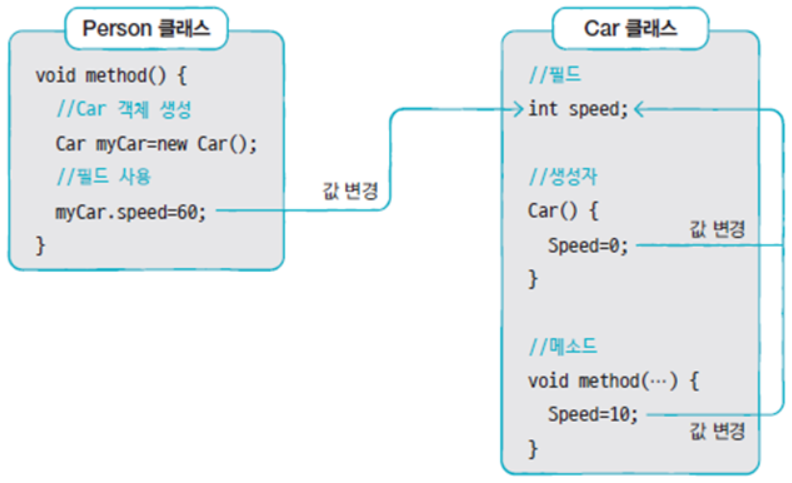 Person 클래스
void method() {
//Car 객체 생성
Car myCar=new Car();
//필드 사용
myCar.speed=60;
}
값 변경
Car 클래스
//필드
int speed;
//생성자
Car() {
Speed=0;
}
값 변경
//메소드
void method(…) {
Speed=10;
}
값 변경